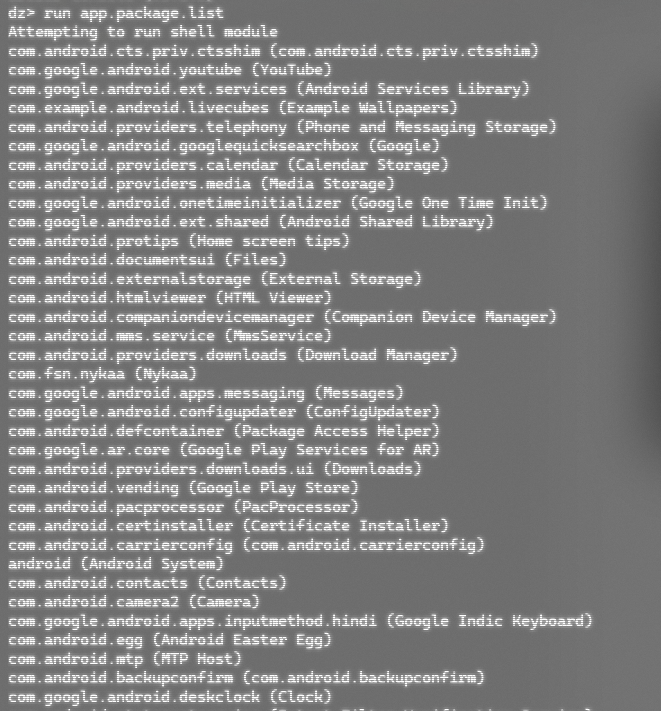 dz> run app.package.list
Attempting to run shell module
com.android.cts.priv.ctsshim (com.android.cts.priv.ctsshim)
com.google.android.youtube (YouTube)
com.google.android.ext.services (Android Services Library)
com.example.android.livecubes (Example Wallpapers)
com.android.providers.telephony (Phone and Messaging Storage)
com.google.android.googlequicksearchbox (Google)
com.android.providers.calendar (Calendar Storage)
com.android.providers.media (Media Storage)
com.google.android.onetimeinitializer (Google One Time Init)
com.google.android.ext.shared (Android Shared Library)
com.android.protips (Home screen tips)
com.android.documentsui (Files)
com.android.externalstorage (External Storage)
com.android.htmlviewer (HTML Viewer)
com.android.companiondevicemanager (Companion Device Manager)
com.android.mms.service (MmsService)
com.android.providers.downloads (Download Manager)
com.fsn.nykaa (Nykaa)
com.google.android.apps.messaging (Messages)
com.google.android.configupdater (ConfigUpdater)
com.android.defcontainer (Package Access Helper)
com.google.ar.core (Google Play Services for AR)
com.android.providers.downloads.ui (Downloads)
com.android.vending (Google Play Store)
com.android.pacprocessor (PacProcessor)
com.android.certinstaller (Certificate Installer)
com.android.carrierconfig (com.android.carrierconfig)
android (Android System)
com.android.contacts (Contacts)
com.android.camera2 (Camera)
com.google.android.apps.inputmethod.hindi (Google Indic Keyboard)
com.android.egg (Android Easter Egg)
com.android.mtp (MTP Host)
com.android.backupconfirm (com.android.backupconfirm)
com.google.android.deskclock (Clock)